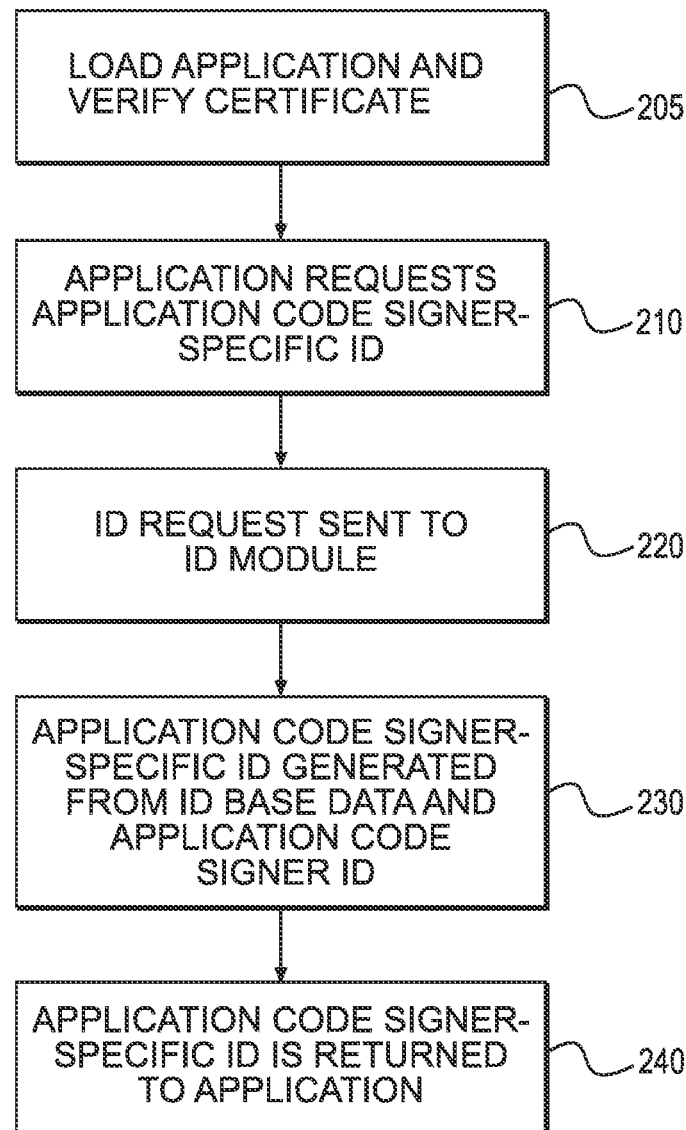 LOAD APPLICATION AND
VERIFY CERTIFICATE
205
APPLICATION REQUESTS
APPLICATION CODE SIGNER-
SPECIFIC ID
210
ID REQUEST SENT TO
ID MODULE
220
APPLICATION CODE SIGNER-
SPECIFIC ID GENERATED
FROM ID BASE DATA AND
APPLICATION CODE
SIGNER ID
230
APPLICATION CODE SIGNER-
SPECIFIC ID IS RETURNED
TO APPLICATION
240